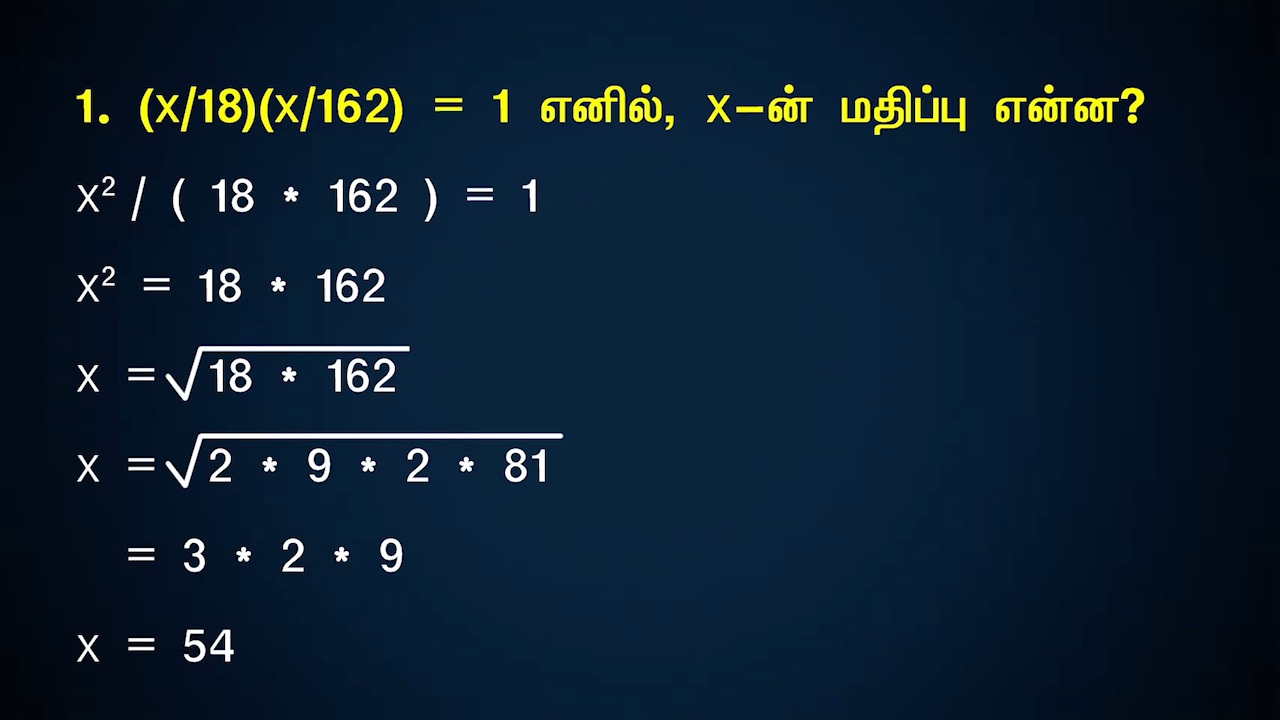 1. (x/18)(x/162) = 1 எனில், x-ன் மதிப்பு என்ன?
x² / ( 18 * 162 ) = 1
x² = 18 * 162
x = √18 * 162
x = √2 * 9 * 2 * 81
= 3 * 2 * 9
x = 54